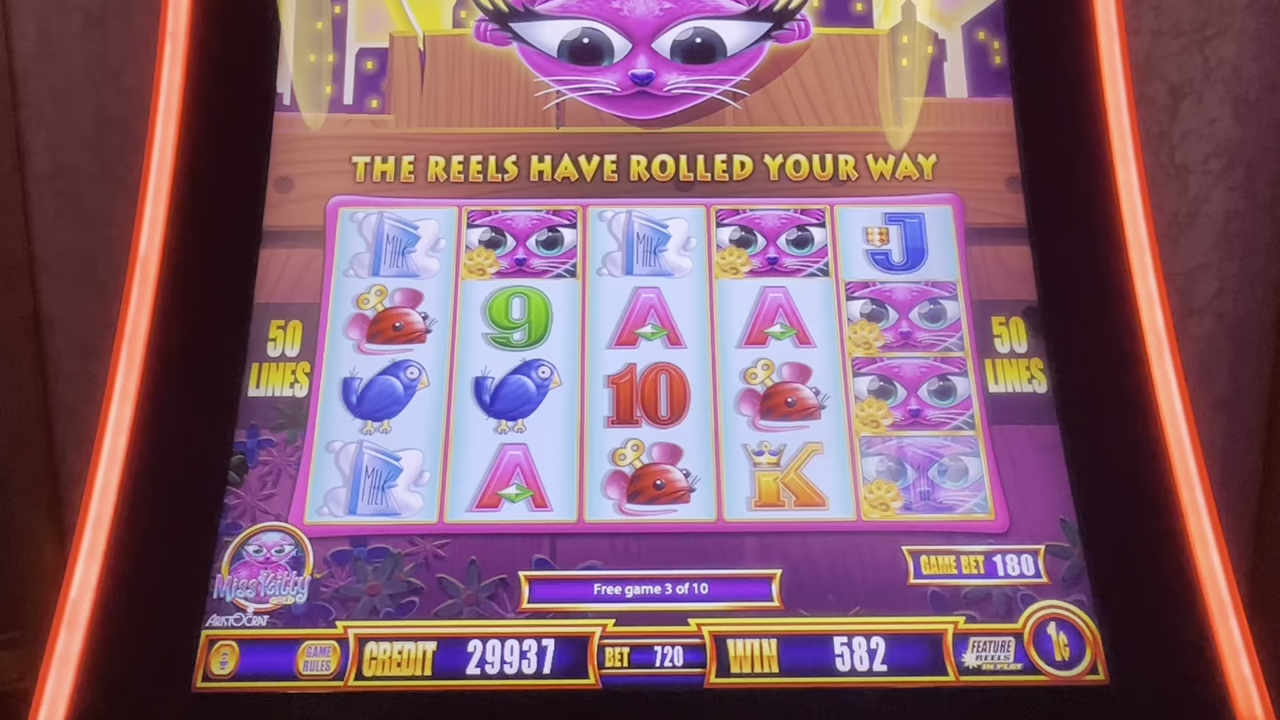 THE REELS HAVE ROLLED YOUR WAY
MILK MILK J
9 A A
50 LINES
50 LINES
10
MILK A K
GAME BET 180
Miss Kitty
GOLD
ARISTOCRAT
Free game 3 of 10
GAME RULES
CREDIT 29937
BET 720
WIN 582
FEATURE REELS IN PLAY
1¢